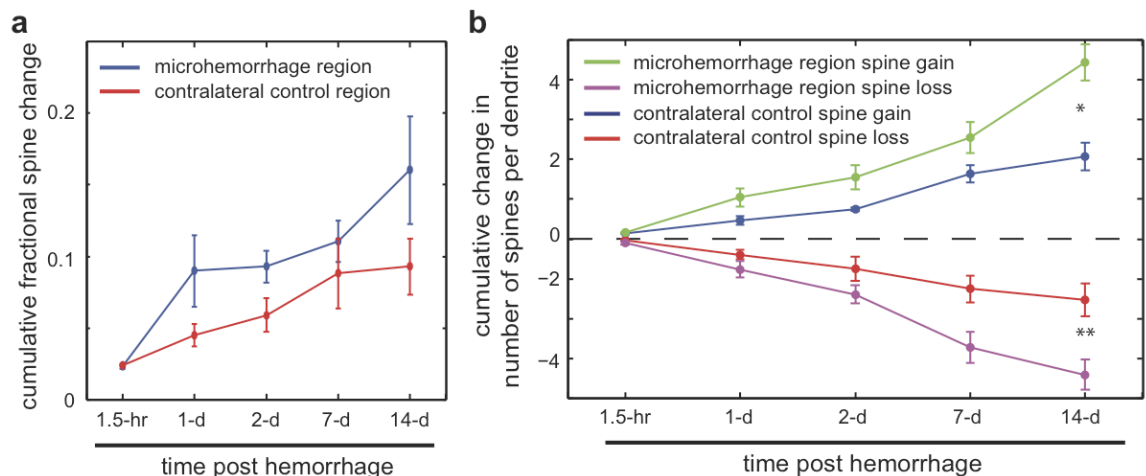 a
cumulative fractional spine change
0.2
0.1
0
microhemorrhage region
contralateral control region
1.5-hr 1-d 2-d 7-d 14-d
time post hemorrhage
b
cumulative change in
number of spines per dendrite
4
2
0
−2
−4
microhemorrhage region spine gain
microhemorrhage region spine loss
contralateral control spine gain
contralateral control spine loss
*
**
1.5-hr 1-d 2-d 7-d 14-d
time post hemorrhage